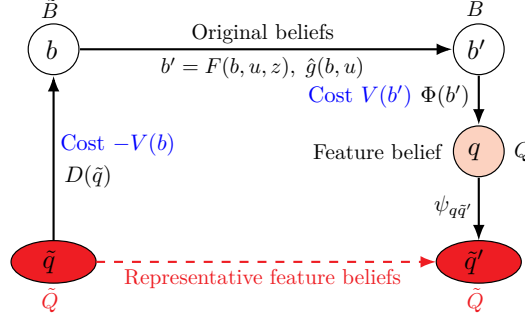 B̃ B
Original beliefs
b b′
b′ = F(b, u, z), ĝ(b, u)
Cost V(b′) Φ(b′)
Cost −V(b)
Feature belief q Q
D(q̃)
ψ_{qq̃′}
q̃ q̃′
Representative feature beliefs
Q̃ Q̃